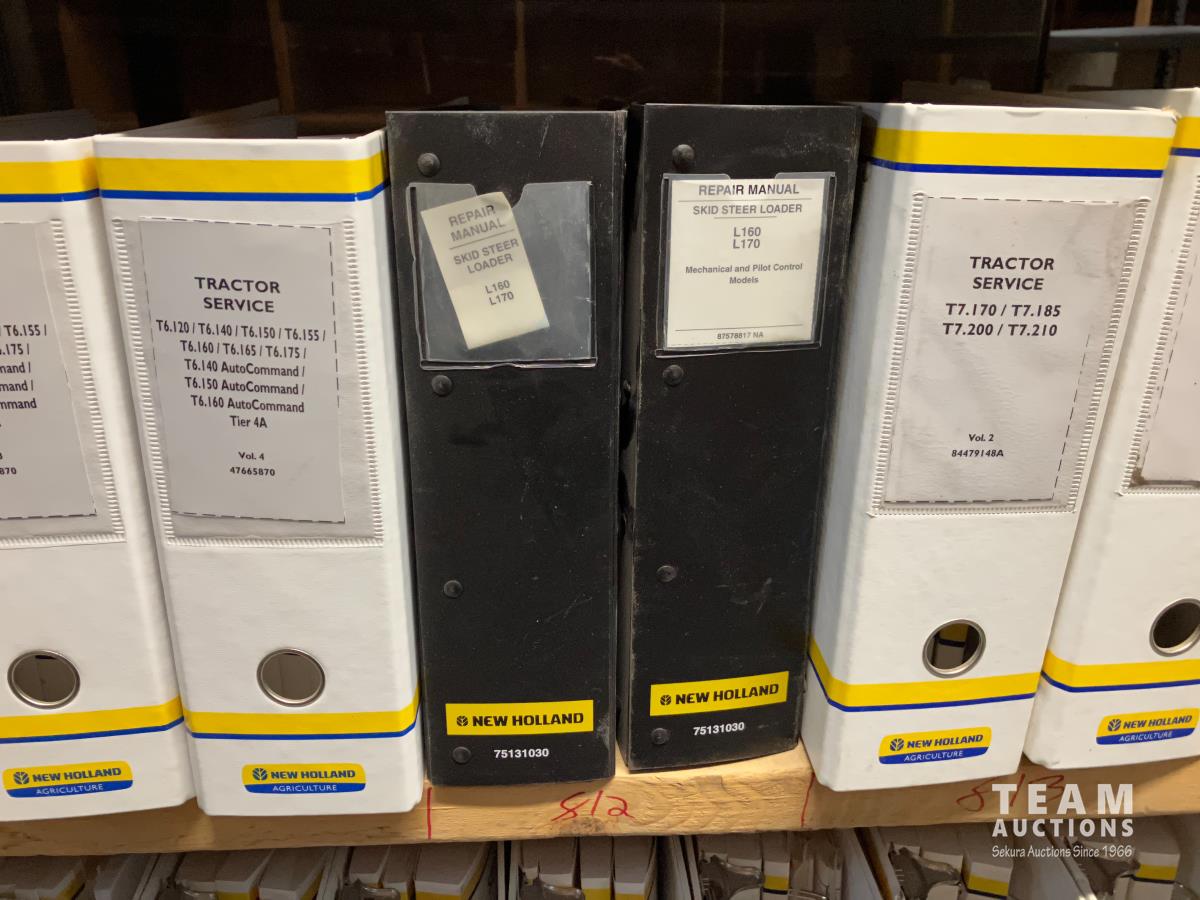 T6.155 /
.175 /
mand /
mand /
mmand
870
NEW HOLLAND
AGRICULTURE
TRACTOR
SERVICE
T6.120 / T6.140 / T6.150 / T6.155 /
T6.160 / T6.165 / T6.175 /
T6.140 AutoCommand /
T6.150 AutoCommand /
T6.160 AutoCommand
Tier 4A
Vol. 4
47665870
NEW HOLLAND
AGRICULTURE
REPAIR
MANUAL
SKID STEER
LOADER
L160
L170
NEW HOLLAND
75131030
REPAIR MANUAL
SKID STEER LOADER
L160
L170
Mechanical and Pilot Control
Models
87578817 NA
NEW HOLLAND
75131030
TRACTOR
SERVICE
T7.170 / T7.185
T7.200 / T7.210
Vol. 2
84479148A
NEW HOLLAND
AGRICULTURE
NEW HOLLAND
AGRICULTURE
812
813
TEAM
AUCTIONS
Sekura Auctions Since 1966